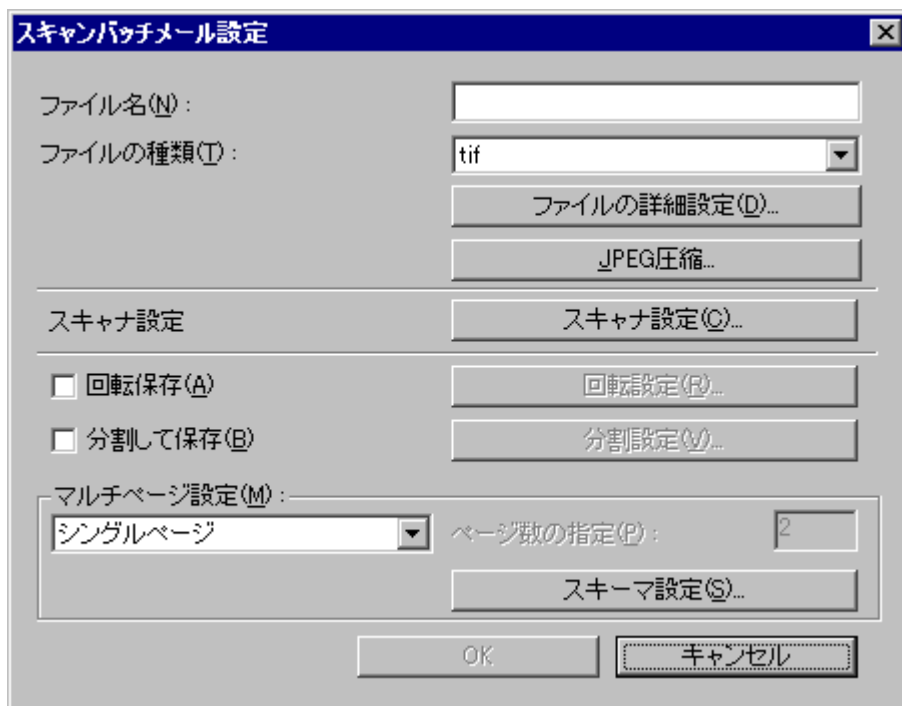 スキャンバッチメール設定
ファイル名(N) :
ファイルの種類(T) :
tif
ファイルの詳細設定(D)...
JPEG圧縮...
スキャナ設定
スキャナ設定(C)...
回転保存(A)
回転設定(R)...
分割して保存(B)
分割設定(V)...
マルチページ設定(M) :
シングルページ
ページ数の指定(P) :
2
スキーマ設定(S)...
OK
キャンセル